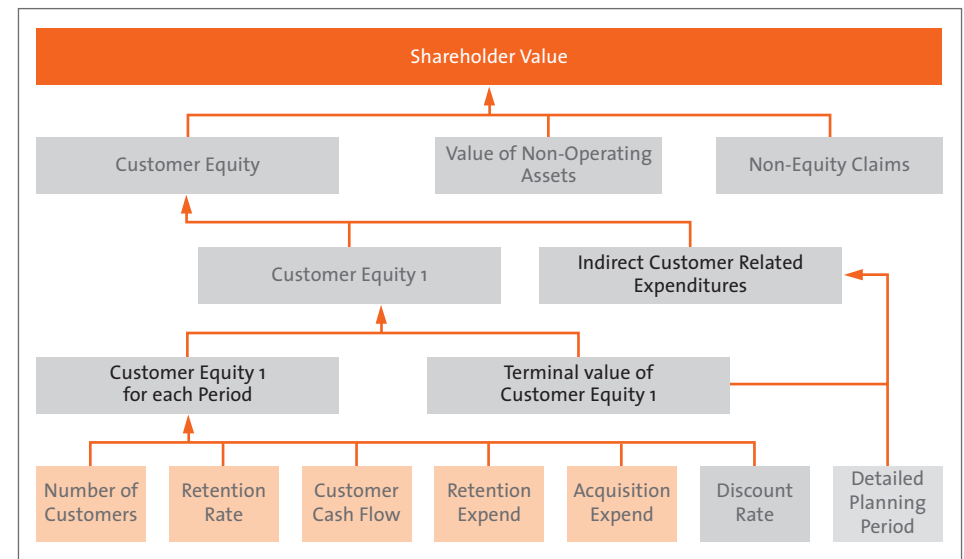 Shareholder Value
Customer Equity
Value of Non-Operating
Assets
Non-Equity Claims
Customer Equity 1
Indirect Customer Related
Expenditures
Customer Equity 1
for each Period
Terminal value of
Customer Equity 1
Number of
Customers
Retention
Rate
Customer
Cash Flow
Retention
Expend
Acquisition
Expend
Discount
Rate
Detailed
Planning
Period